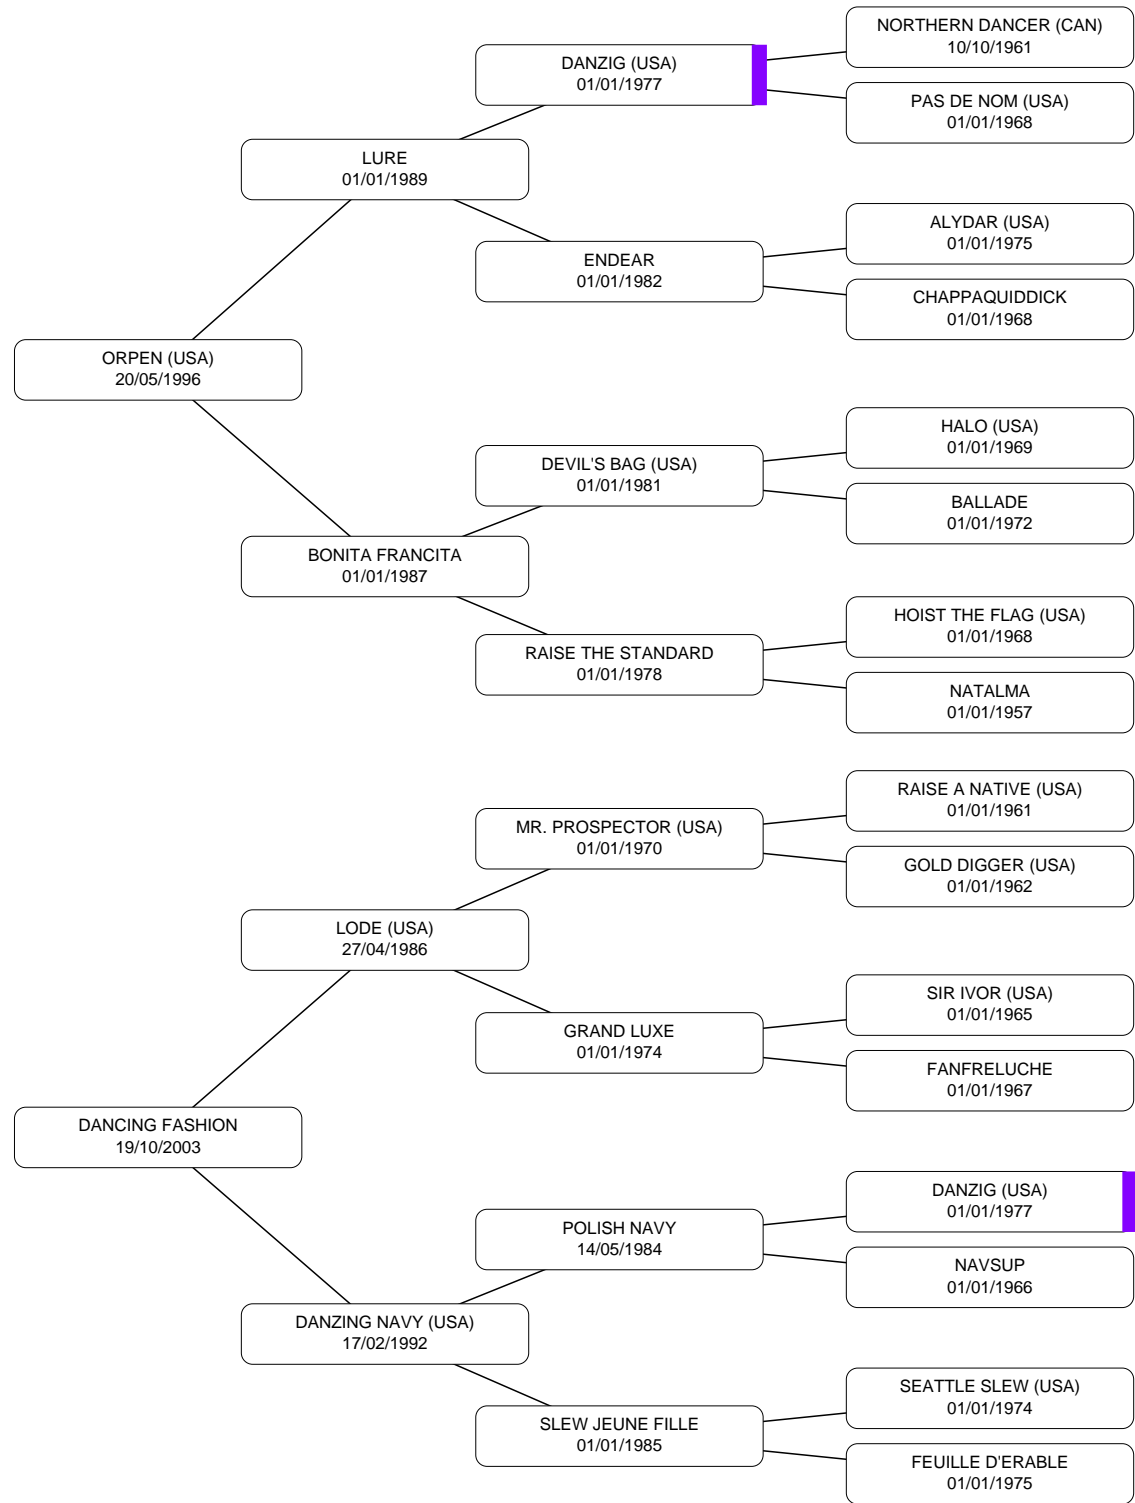 NORTHERN DANCER (CAN)
10/10/1961
DANZIG (USA)
01/01/1977
PAS DE NOM (USA)
01/01/1968
LURE
01/01/1989
ALYDAR (USA)
01/01/1975
ENDEAR
01/01/1982
CHAPPAQUIDDICK
01/01/1968
ORPEN (USA)
20/05/1996
HALO (USA)
01/01/1969
DEVIL'S BAG (USA)
01/01/1981
BALLADE
01/01/1972
BONITA FRANCITA
01/01/1987
HOIST THE FLAG (USA)
01/01/1968
RAISE THE STANDARD
01/01/1978
NATALMA
01/01/1957
RAISE A NATIVE (USA)
01/01/1961
MR. PROSPECTOR (USA)
01/01/1970
GOLD DIGGER (USA)
01/01/1962
LODE (USA)
27/04/1986
SIR IVOR (USA)
01/01/1965
GRAND LUXE
01/01/1974
FANFRELUCHE
01/01/1967
DANCING FASHION
19/10/2003
DANZIG (USA)
01/01/1977
POLISH NAVY
14/05/1984
NAVSUP
01/01/1966
DANZING NAVY (USA)
17/02/1992
SEATTLE SLEW (USA)
01/01/1974
SLEW JEUNE FILLE
01/01/1985
FEUILLE D'ERABLE
01/01/1975